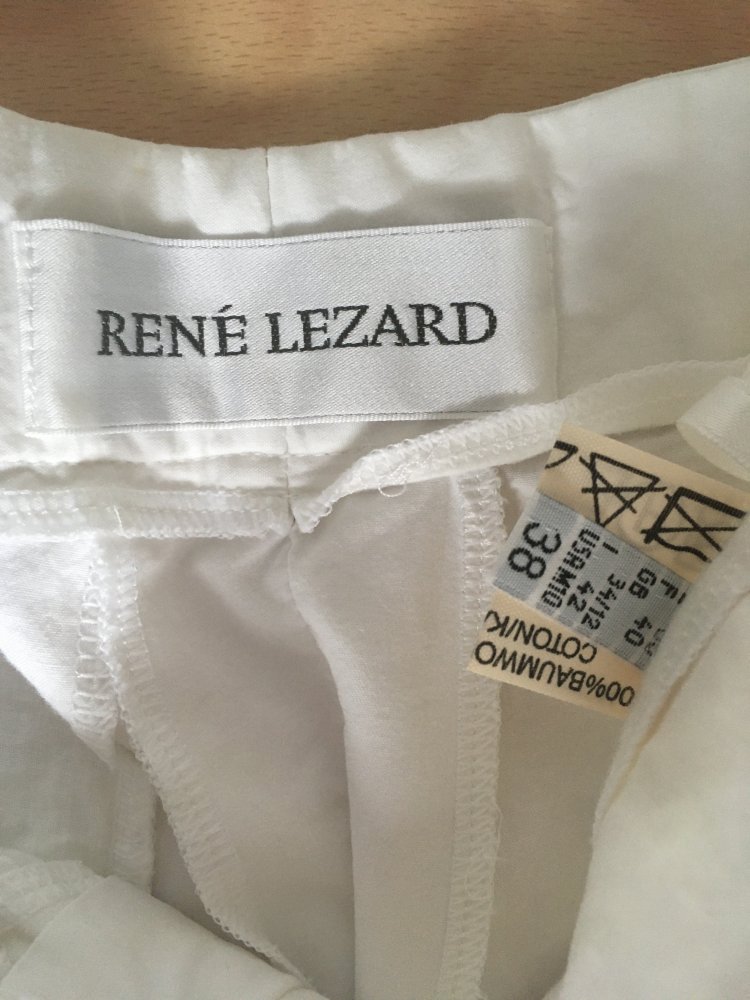 RENÉ LEZARD
38
USA M10
I 42
34/12
GB 40
F
00%BAUMWO
COTON/K